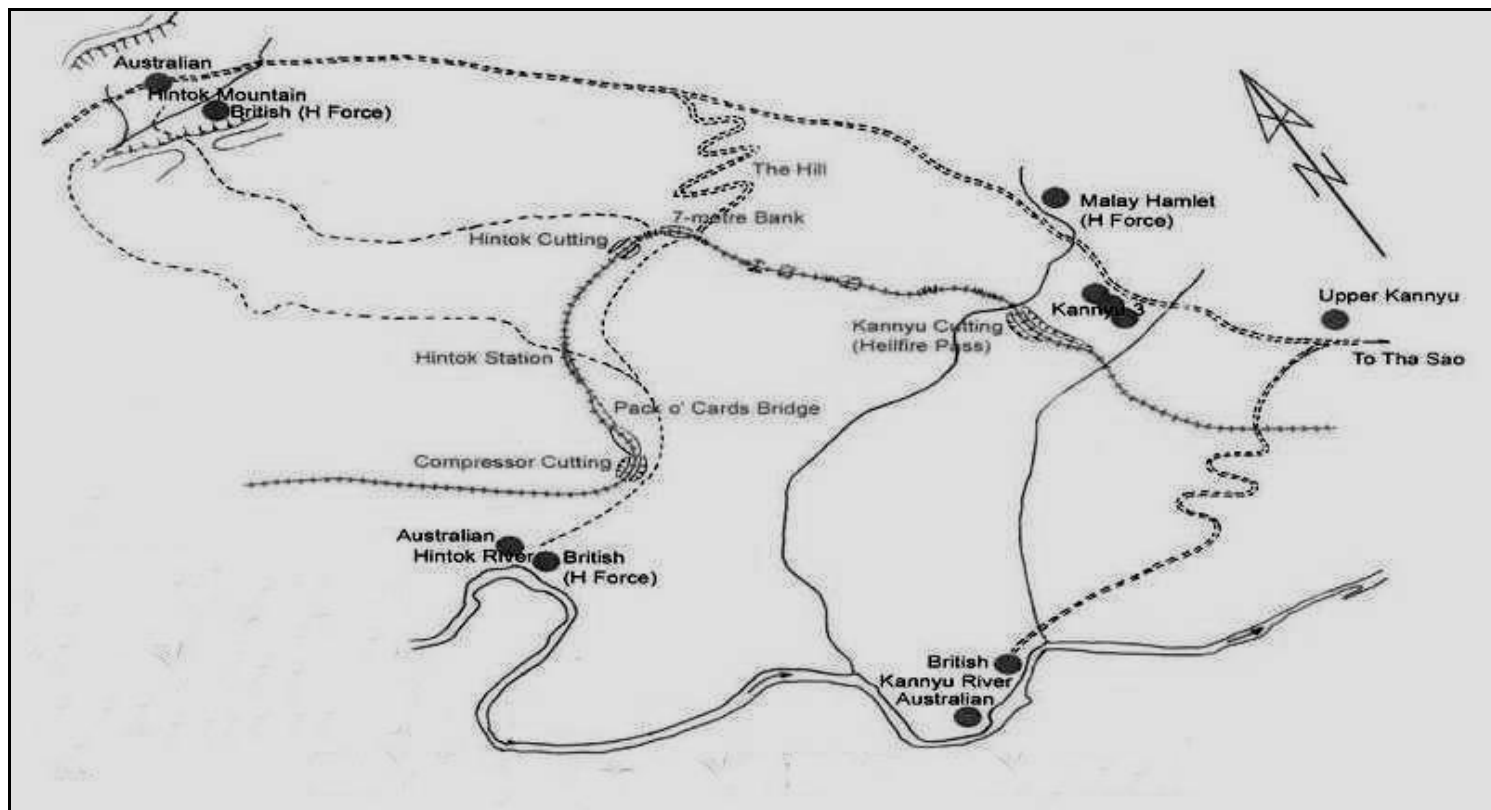 Australian
Hintok Mountain
British (H Force)
The Hill
Malay Hamlet
(H Force)
7-metre Bank
Hintok Cutting
Upper Kannyu
Kannyu 3
Kannyu Cutting
(Hellfire Pass)
Hintok Station
To Tha Sao
Pack o' Cards Bridge
Compressor Cutting
Australian
Hintok River
British
(H Force)
British
Kannyu River
Australian